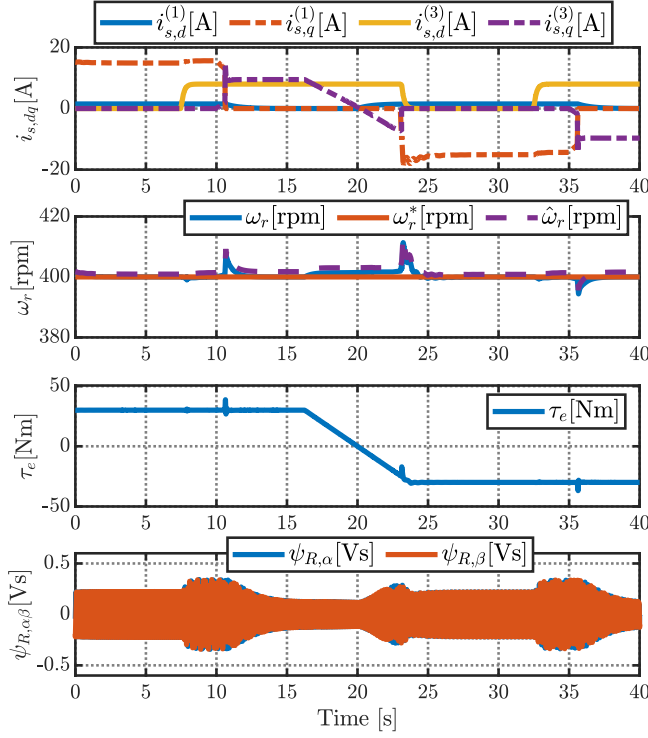 i_{s,d}^{(1)}[A] i_{s,q}^{(1)}[A] i_{s,d}^{(3)}[A] i_{s,q}^{(3)}[A]
20
0
-20
i_{s,dq}[A]
0 5 10 15 20 25 30 35 40
ω_r[rpm] ω_r^*[rpm] ω̂_r[rpm]
420
400
380
ω_r[rpm]
0 5 10 15 20 25 30 35 40
τ_e[Nm]
50
0
-50
τ_e[Nm]
0 5 10 15 20 25 30 35 40
ψ_{R,α}[Vs] ψ_{R,β}[Vs]
0.5
0
-0.5
ψ_{R,αβ}[Vs]
0 5 10 15 20 25 30 35 40
Time [s]